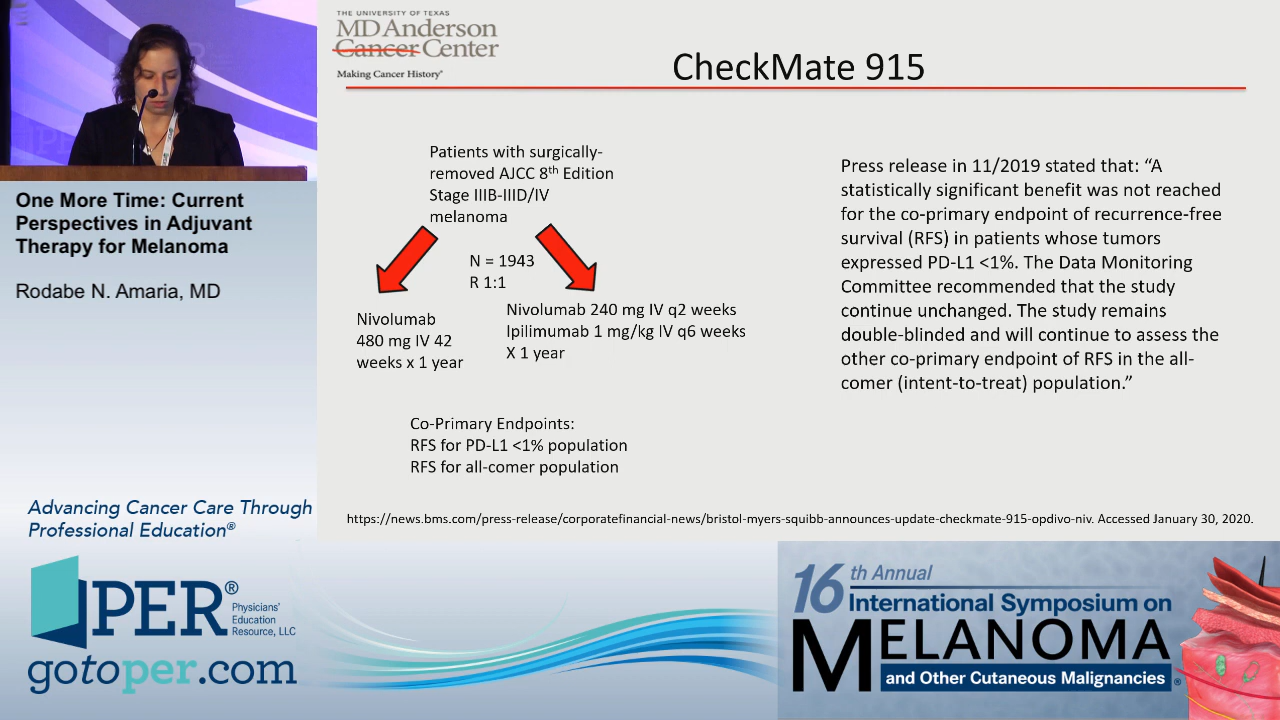 THE UNIVERSITY OF TEXAS
MD Anderson
Cancer Center
Making Cancer History®
CheckMate 915
One More Time: Current
Perspectives in Adjuvant
Therapy for Melanoma
Rodabe N. Amaria, MD
Patients with surgically-
removed AJCC 8th Edition
Stage IIIB-IIID/IV
melanoma
N = 1943
R 1:1
Nivolumab
480 mg IV 42
weeks x 1 year
Nivolumab 240 mg IV q2 weeks
Ipilimumab 1 mg/kg IV q6 weeks
X 1 year
Co-Primary Endpoints:
RFS for PD-L1 <1% population
RFS for all-comer population
Press release in 11/2019 stated that: “A
statistically significant benefit was not reached
for the co-primary endpoint of recurrence-free
survival (RFS) in patients whose tumors
expressed PD-L1 <1%. The Data Monitoring
Committee recommended that the study
continue unchanged. The study remains
double-blinded and will continue to assess the
other co-primary endpoint of RFS in the all-
comer (intent-to-treat) population.”
https://news.bms.com/press-release/corporatefinancial-news/bristol-myers-squibb-announces-update-checkmate-915-opdivo-niv. Accessed January 30, 2020.
Advancing Cancer Care Through
Professional Education®
PER®
Physicians'
Education
Resource, LLC
gotoper.com
16th Annual
International Symposium on
MELANOMA
and Other Cutaneous Malignancies®